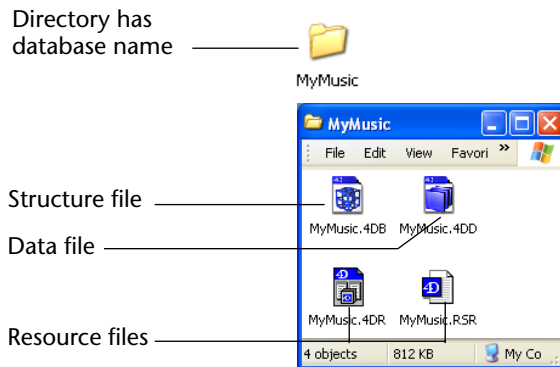 Directory has
database name
MyMusic
MyMusic
File Edit View Favori »
Structure file
MyMusic.4DB MyMusic.4DD
Data file
4D
MyMusic.4DR MyMusic.RSR
Resource files
4 objects 812 KB My Co